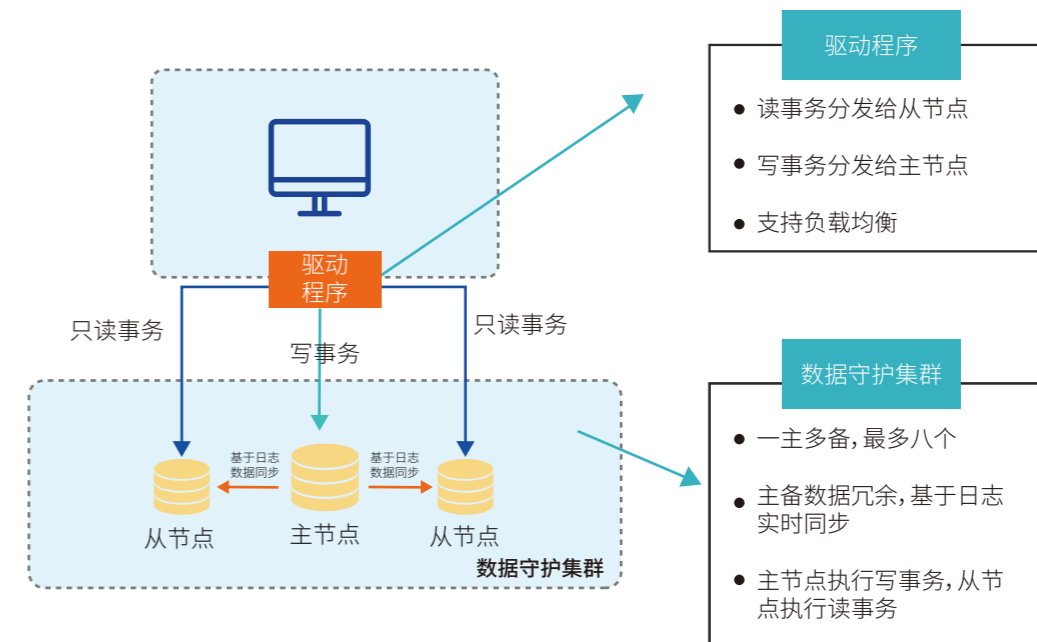 驱动程序
读事务分发给从节点
写事务分发给主节点
支持负载均衡
驱动
程序
只读事务
写事务
只读事务
基于日志
数据同步
基于日志
数据同步
从节点
主节点
从节点
数据守护集群
数据守护集群
一主多备，最多八个
主备数据冗余，基于日志
实时同步
主节点执行写事务，从节
点执行读事务